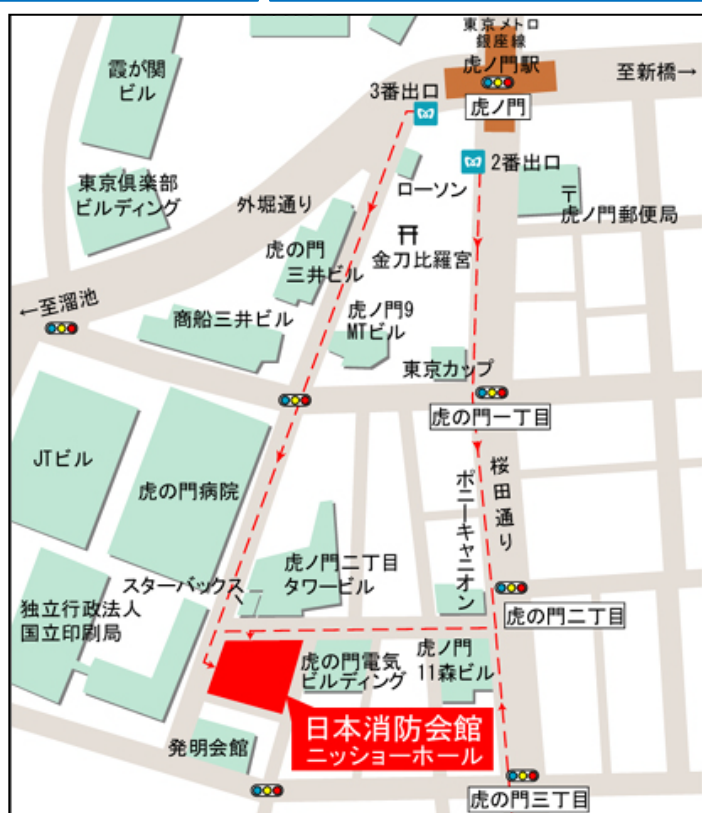 東京メトロ
銀座線
虎ノ門駅
至新橋→
霞が関
ビル
3番出口
虎ノ門
2番出口
ローソン
〒
虎ノ門郵便局
東京倶楽部
ビルディング
外堀通り
虎の門
三井ビル
金刀比羅宮
←至溜池
商船三井ビル
虎ノ門9
MTビル
東京カップ
虎の門一丁目
JTビル
虎の門病院
桜田通り
ポニーキャニオン
虎ノ門二丁目
タワービル
スターバックス
独立行政法人
国立印刷局
虎の門二丁目
虎の門電気
ビルディング
虎ノ門
11森ビル
日本消防会館
ニッショーホール
発明会館
虎の門三丁目